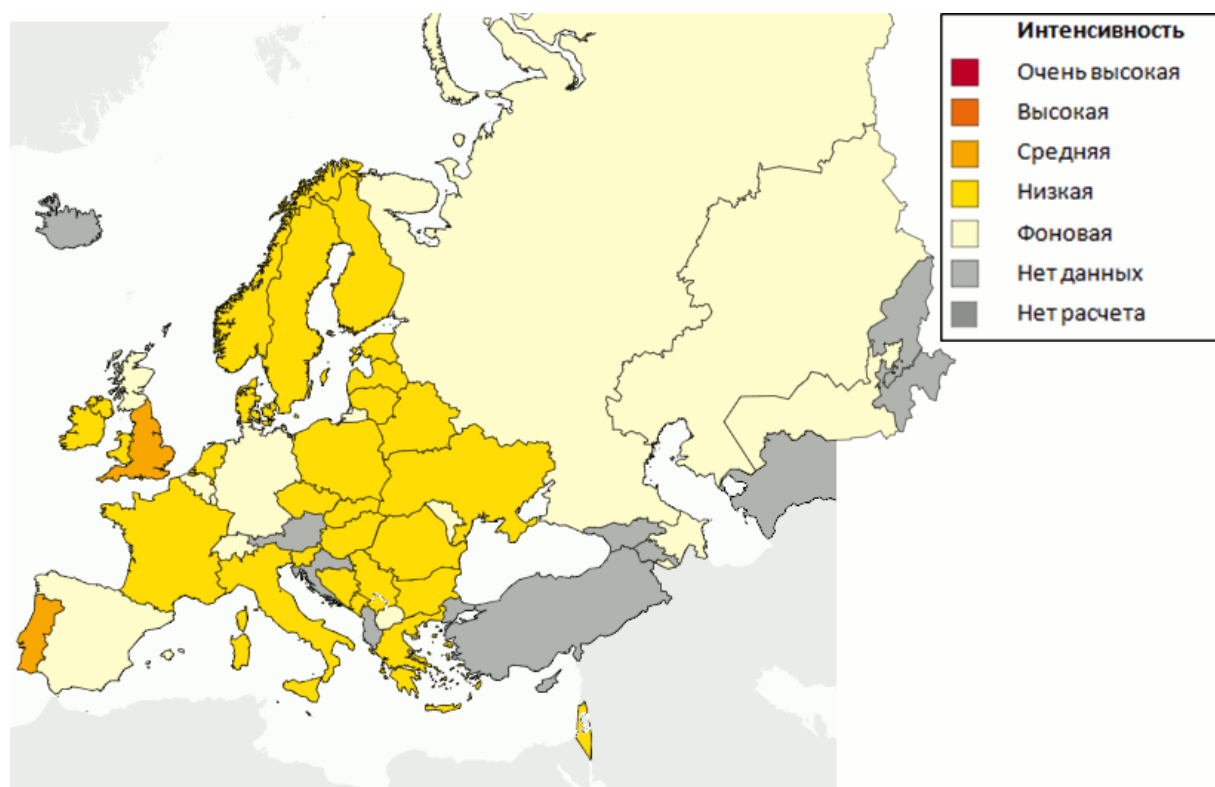 Интенсивность
Очень высокая
Высокая
Средняя
Низкая
Фоновая
Нет данных
Нет расчета